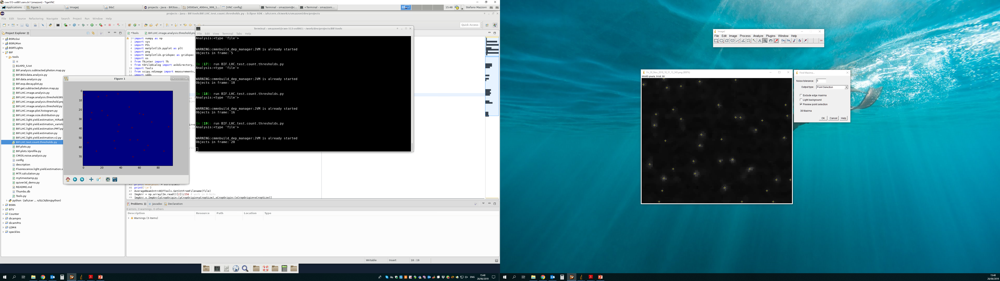 cwe-513-vol861.cern.ch:1 (smazzoni) - TigerVNC
Applications Figure 1 ImageJ B&C projects - Java - BIF/too... [450GeV_400ms_999_1... [VNC config] Terminal - smazzoni@c... =Terminal - smazzoni... 15:48 Stefano Mazzoni
projects - Java - BIF/tools/BIF.LHC.test.count.thresholds.py - Eclipse SDK - /afs/cern.ch/work/s/smazzoni/dev/projects
File Edit Source Refactoring Navigate Search Project Run Window Help
Quick Access
Project Explorer
BSRLGui
BSRLMon
BSRTLights
BIF
tools
:c
B1APD_S.txt
BIF.analysis.subtracted.photon.map.py
BIF.BGV.data.analysis.py
BIF.data.analysis.py
BIF.exp.decay.plot.py
BIF.get.subtracted.photon.map.py
BIF.LHC.image.analysis.py
BIF.LHC.image.analysis.threshold.BG
BIF.LHC.image.analysis.threshold.png
BIF.LHC.image.analysis.threshold.py
BIF.LHC.image.plot.histogram.py
BIF.LHC.image.size.distribution.py
BIF.LHC.light.yield.estimation_HiRadM
BIF.LHC.light.yield.estimation_variola
BIF.LHC.light.yield.estimation.PMT.py
BIF.LHC.light.yield.estimation.py
BIF.LHC.light.yield.estimation.v2.py
BIF.LHC.test.count.thresholds.py
BIF.plots.py
BIF.plots.Vprofile.py
CMOS.noise.analysis.py
config
description
Fluorescence.light.yield.estimation.s
MTF.calculation.py
mytimestamp.py
quiver3d_demo.py
README.md
Thumbs.db
Tools.py
python (/afs/cer ... n/SLC6/bin/python)
BSRA
BTV
Counter
dicampro
dicamPro
LDM4
speckles
*Tools BIF.LHC.image.analysis.threshold.png
1 import numpy as np
2 import sys
3 import PIL
4 import matplotlib.pyplot as plt
5 import png
6 import matplotlib.gridspec as gridspec
7 import os
8 from Tkinter import Tk
9 from tkFileDialog import askdirectory,
10 import Tools
11 from scipy.ndimage import measurements,
12 import sdds
46 print('\n')
47 AverageBeamInt+=BIFTools.GetIntFromFilename(file)
48 ImgArr = np.array(Im.read()[2])/256 # work in 8-bits
49 ImgArr = ImgArr[yCropOrigin:(yCropOrigin+yCropSize),xCropOrigin:(xCropOrigin+xCropSize)]
Figure 1
0
10
20
30
40
50
60
70
0 20 40 60 80
Terminal - smazzoni@cwe-513-vol861:~/work/dev/projects/BIF/tools
File Edit View Terminal Tabs Help
Analysis:<type 'file'>
WARNING:cmmnbuild_dep_manager:JVM is already started
Objects in frame: 5
In [17]: run BIF.LHC.test.count.thresholds.py
Analysis:<type 'file'>
WARNING:cmmnbuild_dep_manager:JVM is already started
Objects in frame: 10
In [18]: run BIF.LHC.test.count.thresholds.py
Analysis:<type 'file'>
WARNING:cmmnbuild_dep_manager:JVM is already started
Objects in frame: 16
In [19]: run BIF.LHC.test.count.thresholds.py
Analysis:<type 'file'>
WARNING:cmmnbuild_dep_manager:JVM is already started
Objects in frame: 28
Problems Javadoc Declaration
0 errors, 3 warnings, 0 others
Description Resource Path Location Type
Warnings (3 items)
Writable Insert 18 : 19
ENG 15:48
26/06/2019
ImageJ
File Edit Image Process Analyze Plugins Window Help
Dev Stk >>
Fri_30_Nov_2018_18_31_13_343.png (800%)
96x80 pixels; 8-bit; 8K
Find Maxima...
Noise tolerance: 5
Output type: Point Selection
Exclude edge maxima
Light background
Preview point selection
38 Maxima
OK Cancel Help
15:48
26/06/2019